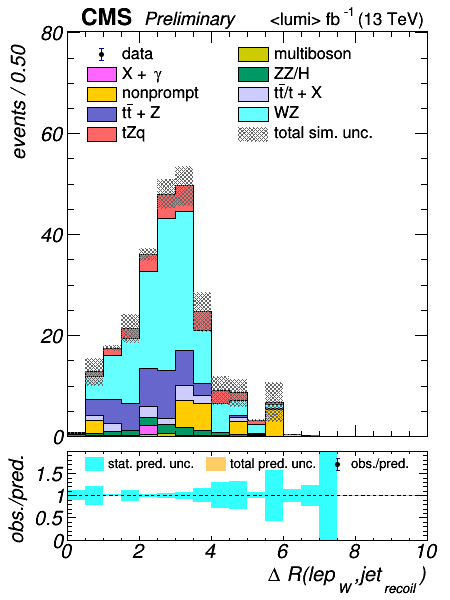 CMS Preliminary <lumi> fb⁻¹ (13 TeV)
events / 0.50
80
60
40
20
0
data
X + γ
nonprompt
tt̄ + Z
tZq
multiboson
ZZ/H
tt̄/t + X
WZ
total sim. unc.
obs./pred.
1.5
1
0.5
0
stat. pred. unc. total pred. unc. obs./pred.
0 2 4 6 8 10
Δ R(lep_W, jet_recoil)